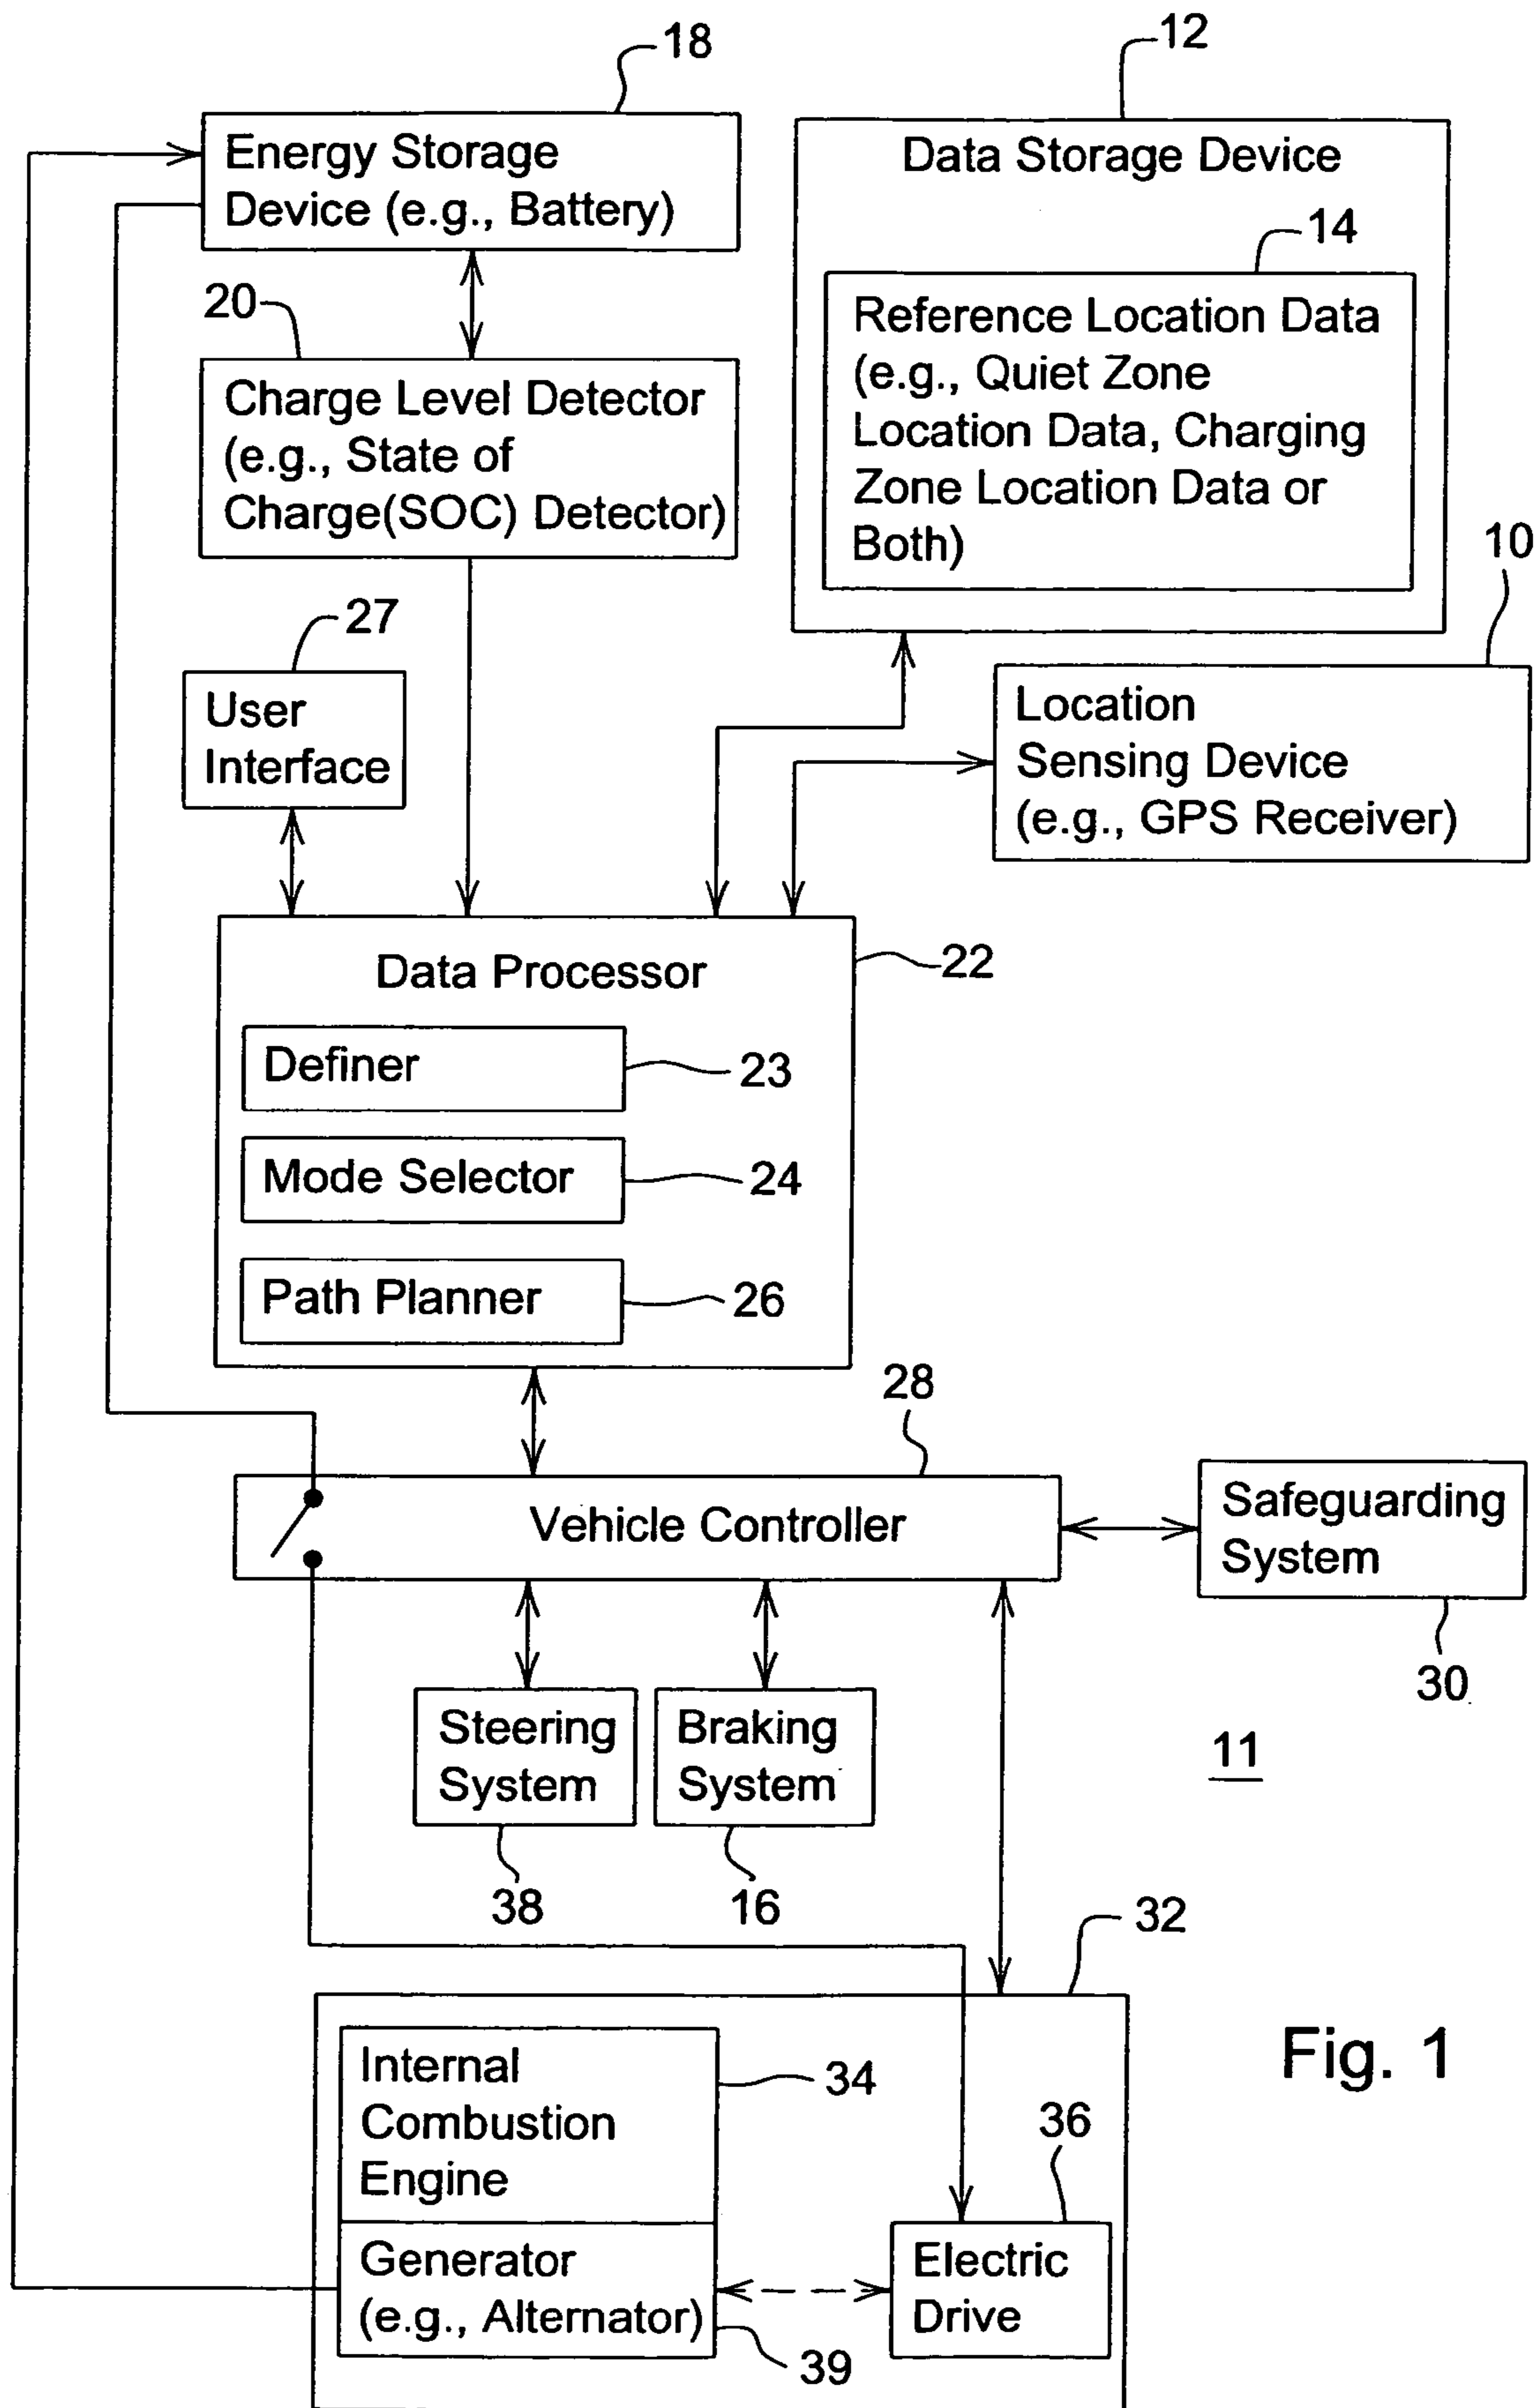 18
12
Energy Storage
Device (e.g., Battery)
Data Storage Device
14
20
Reference Location Data
(e.g., Quiet Zone
Location Data, Charging
Zone Location Data or
Both)
Charge Level Detector
(e.g., State of
Charge(SOC) Detector)
10
27
User
Interface
Location
Sensing Device
(e.g., GPS Receiver)
Data Processor
22
Definer
23
Mode Selector
24
Path Planner
26
28
Vehicle Controller
Safeguarding
System
30
Steering
System
Braking
System
11
38
16
32
Internal
Combustion
Engine
34
Fig. 1
36
Generator
(e.g., Alternator)
Electric
Drive
39